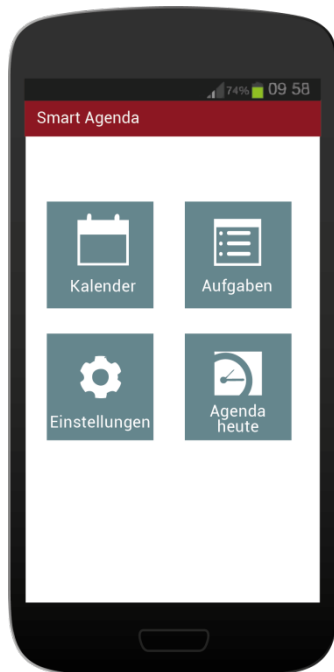 74% 09 58
Smart Agenda
Kalender
Aufgaben
Einstellungen
Agenda
heute